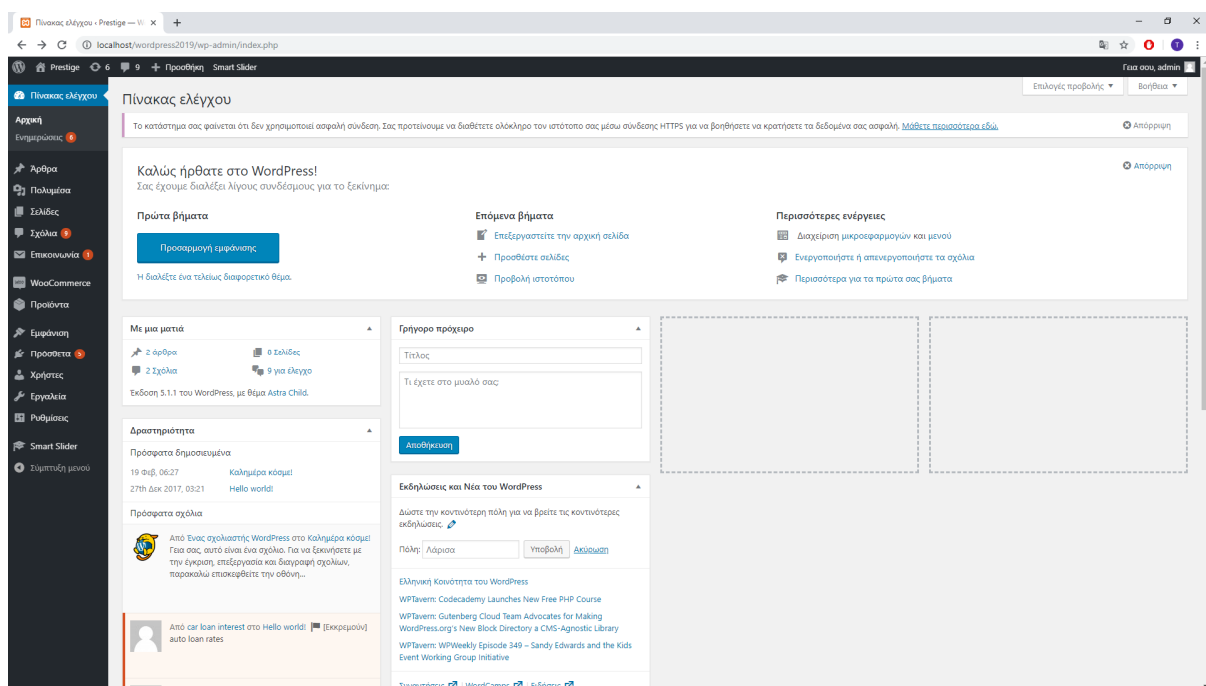 Πίνακας ελέγχου ‹ Prestige — W
localhost/wordpress2019/wp-admin/index.php
Prestige 6 9 Προσθήκη Smart Slider
Γεια σου, admin
Πίνακας ελέγχου
Αρχική
Ενημερώσεις 6
Άρθρα
Πολυμέσα
Σελίδες
Σχόλια 9
Επικοινωνία 1
WooCommerce
Προϊόντα
Εμφάνιση
Πρόσθετα 5
Χρήστες
Εργαλεία
Ρυθμίσεις
Smart Slider
Σύμπτυξη μενού
Επιλογές προβολής
Βοήθεια
Πίνακας ελέγχου
Το κατάστημα σας φαίνεται ότι δεν χρησιμοποιεί ασφαλή σύνδεση. Σας προτείνουμε να διαθέτετε ολόκληρο τον ιστότοπο σας μέσω σύνδεσης HTTPS για να βοηθήσετε να κρατήσετε τα δεδομένα σας ασφαλή. Μάθετε περισσότερα εδώ.
Απόρριψη
Καλώς ήρθατε στο WordPress!
Απόρριψη
Σας έχουμε διαλέξει λίγους συνδέσμους για το ξεκίνημα:
Πρώτα βήματα
Προσαρμογή εμφάνισης
Ή διαλέξτε ένα τελείως διαφορετικό θέμα.
Επόμενα βήματα
Επεξεργαστείτε την αρχική σελίδα
Προσθέστε σελίδες
Προβολή ιστοτόπου
Περισσότερες ενέργειες
Διαχείριση μικροεφαρμογών και μενού
Ενεργοποιήστε ή απενεργοποιήστε τα σχόλια
Περισσότερα για τα πρώτα σας βήματα
Με μια ματιά
2 άρθρα
8 Σελίδες
2 Σχόλια
9 για έλεγχο
Έκδοση 5.1.1 του WordPress, με θέμα Astra Child.
Δραστηριότητα
Πρόσφατα δημοσιευμένα
19 Φεβ, 06:27 Καλημέρα κόσμε!
27th Δεκ 2017, 03:21 Hello world!
Πρόσφατα σχόλια
Από Ένας σχολιαστής WordPress στο Καλημέρα κόσμε!
Γεια σας, αυτό είναι ένα σχόλιο. Για να ξεκινήσετε με
την έγκριση, επεξεργασία και διαγραφή σχολίων,
παρακαλώ επισκεφθείτε την οθόνη...
Από car loan interest στο Hello world! [Εκκρεμούν]
auto loan rates
Γρήγορο πρόχειρο
Τίτλος
Τι έχετε στο μυαλό σας;
Αποθήκευση
Εκδηλώσεις και Νέα του WordPress
Δώστε την κοντινότερη πόλη για να βρείτε τις κοντινότερες
εκδηλώσεις.
Πόλη: Λάρισα Υποβολή Ακύρωση
Ελληνική Κοινότητα του WordPress
WPTavern: Codecademy Launches New Free PHP Course
WPTavern: Gutenberg Cloud Team Advocates for Making
WordPress.org's New Block Directory a CMS-Agnostic Library
WPTavern: WPWeekly Episode 349 – Sandy Edwards and the Kids
Event Working Group Initiative
Συναντήσεις | WordCamps | Ειδήσεις